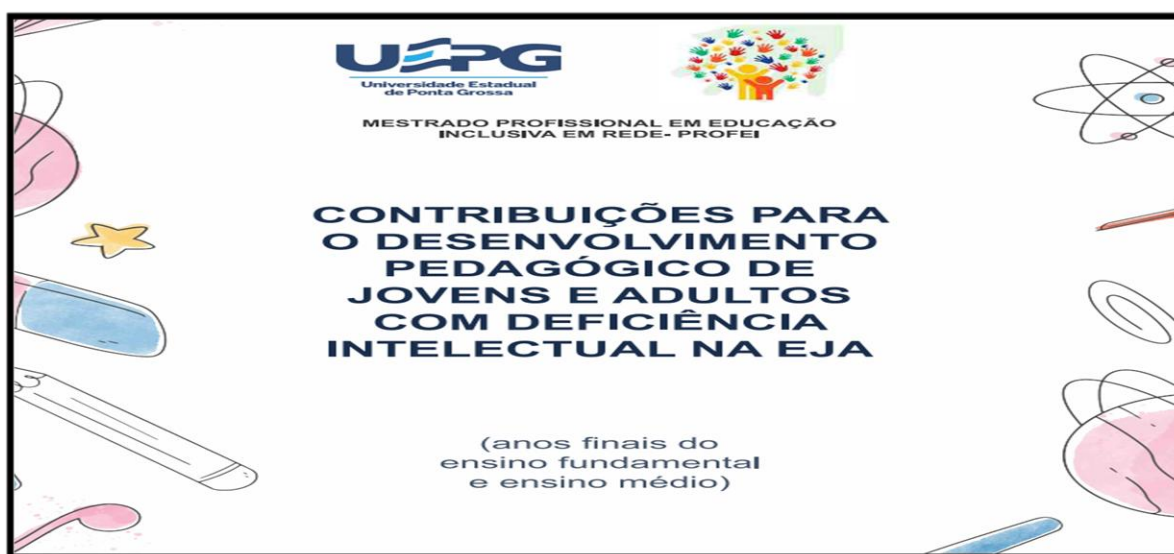 UEPG
Universidade Estadual
de Ponta Grossa
MESTRADO PROFISSIONAL EM EDUCAÇÃO
INCLUSIVA EM REDE- PROFEI
CONTRIBUIÇÕES PARA
O DESENVOLVIMENTO
PEDAGÓGICO DE
JOVENS E ADULTOS
COM DEFICIÊNCIA
INTELECTUAL NA EJA
(anos finais do
ensino fundamental
e ensino médio)